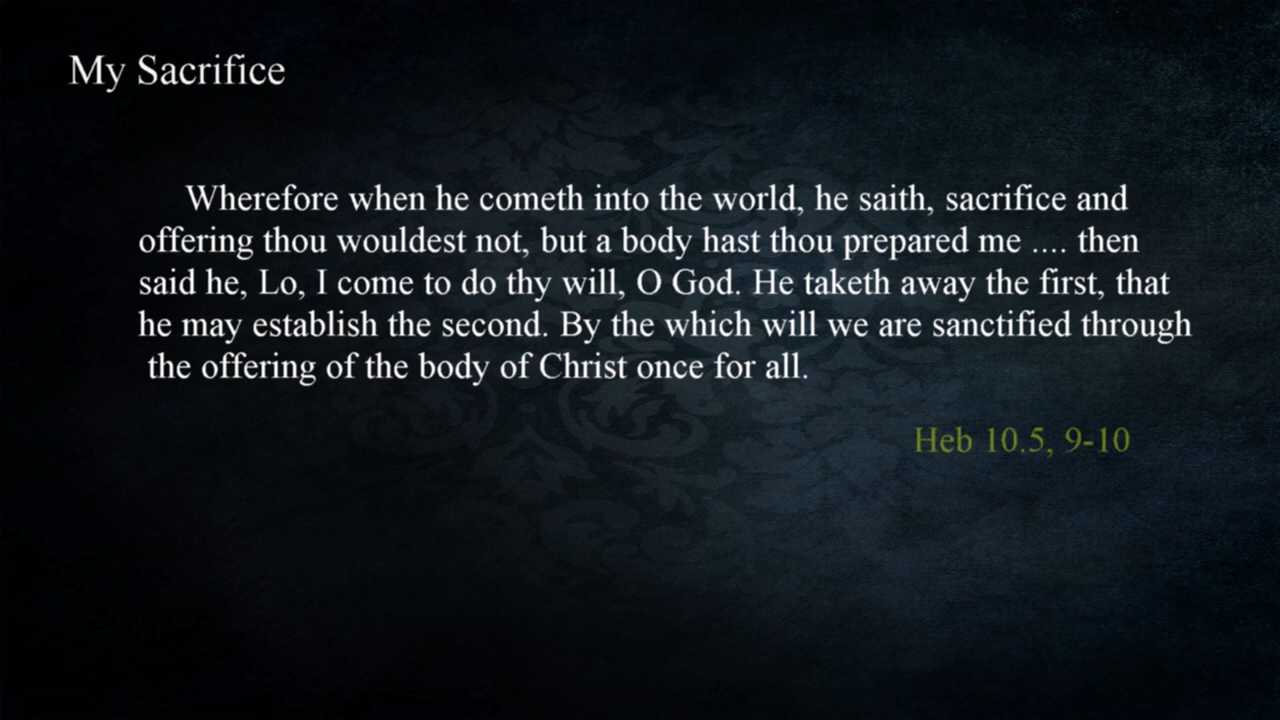 My Sacrifice
Wherefore when he cometh into the world, he saith, sacrifice and
offering thou wouldest not, but a body hast thou prepared me .... then
said he, Lo, I come to do thy will, O God. He taketh away the first, that
he may establish the second. By the which will we are sanctified through
the offering of the body of Christ once for all.
Heb 10.5, 9-10